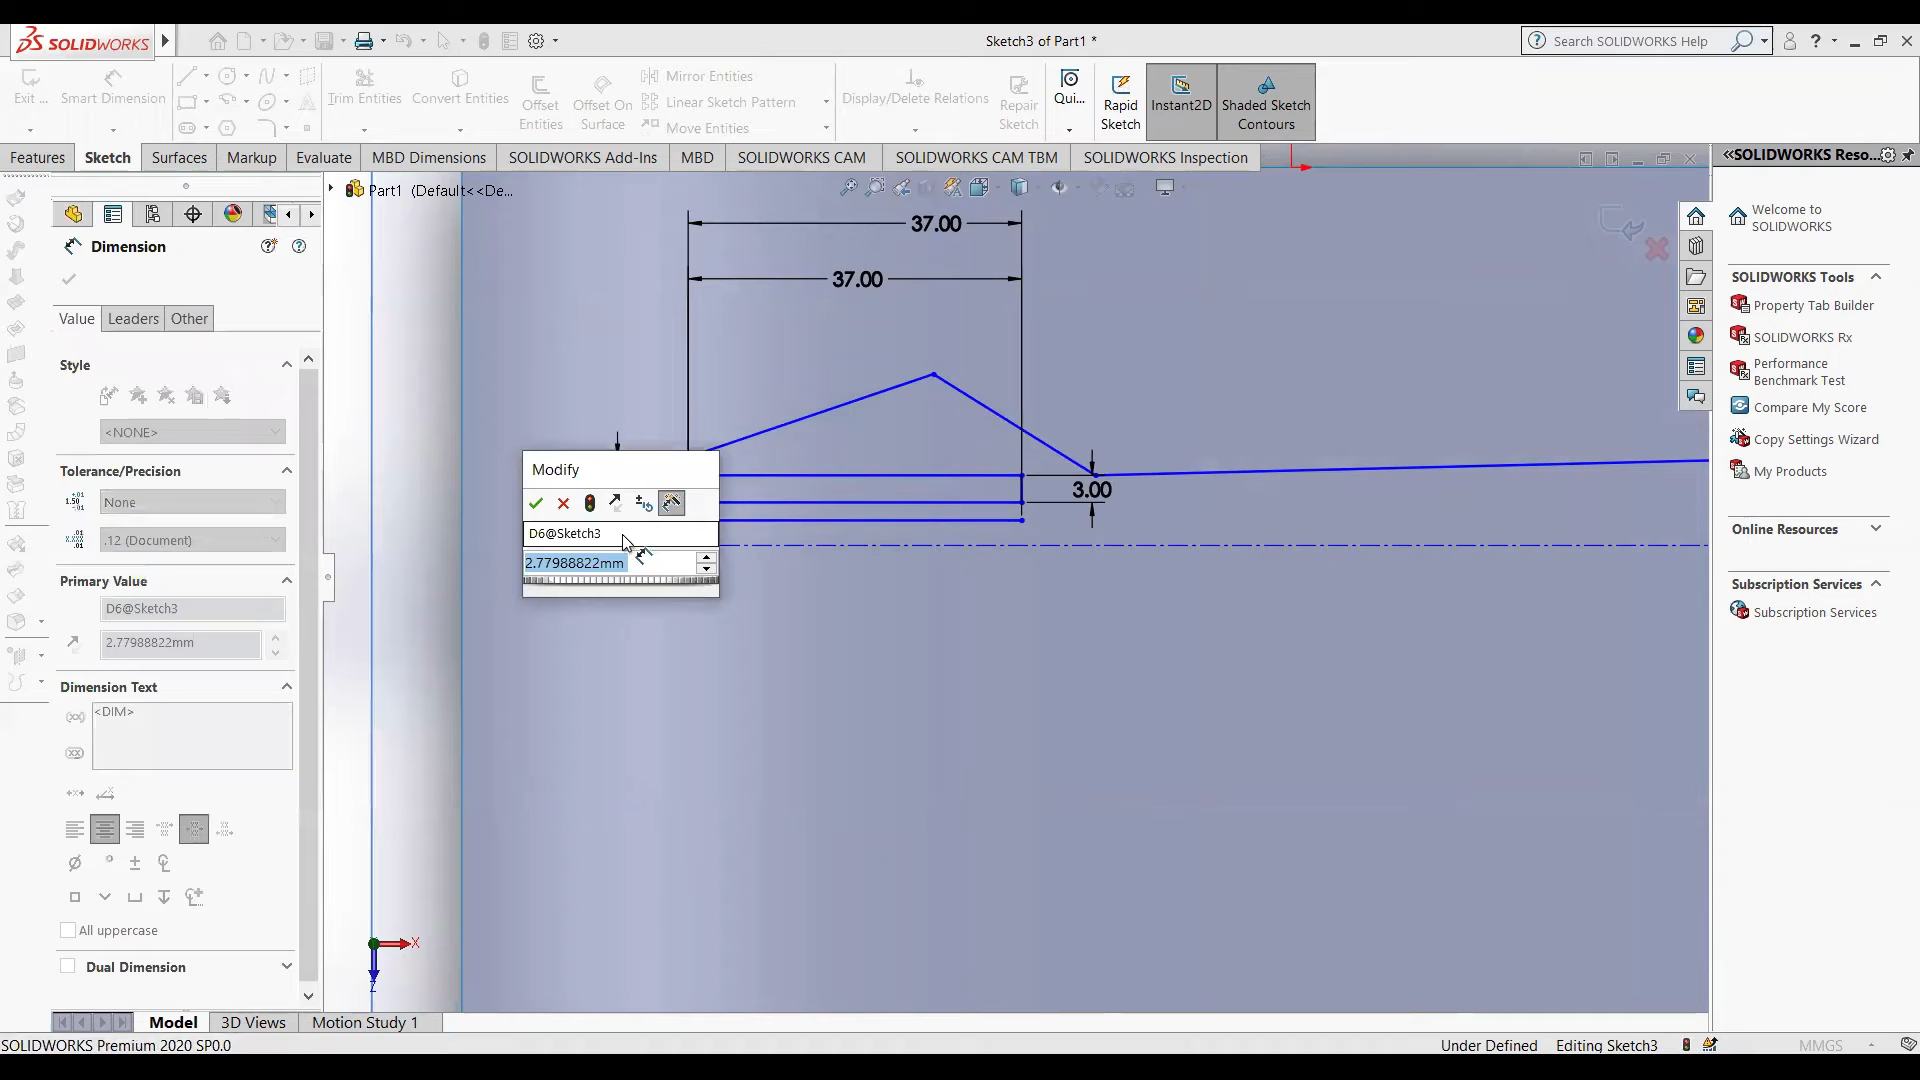 SOLIDWORKS
Sketch3 of Part1 *
Search SOLIDWORKS Help
Exit ...
Smart Dimension
Trim Entities
Convert Entities
Offset
Entities
Offset On
Surface
Mirror Entities
Linear Sketch Pattern
Move Entities
Display/Delete Relations
Repair
Sketch
Qui...
Rapid
Sketch
Instant2D
Shaded Sketch
Contours
Features
Sketch
Surfaces
Markup
Evaluate
MBD Dimensions
SOLIDWORKS Add-Ins
MBD
SOLIDWORKS CAM
SOLIDWORKS CAM TBM
SOLIDWORKS Inspection
SOLIDWORKS Reso...
Part1 (Default<<De...
Dimension
Value
Leaders
Other
Style
<NONE>
Tolerance/Precision
None
.12 (Document)
Primary Value
D6@Sketch3
2.77988822mm
Dimension Text
<DIM>
All uppercase
Dual Dimension
37.00
37.00
3.00
Modify
D6@Sketch3
2.77988822mm
X
Z
Welcome to
SOLIDWORKS
SOLIDWORKS Tools
Property Tab Builder
SOLIDWORKS Rx
Performance
Benchmark Test
Compare My Score
Copy Settings Wizard
My Products
Online Resources
Subscription Services
Subscription Services
Model
3D Views
Motion Study 1
SOLIDWORKS Premium 2020 SP0.0
Under Defined
Editing Sketch3
MMGS